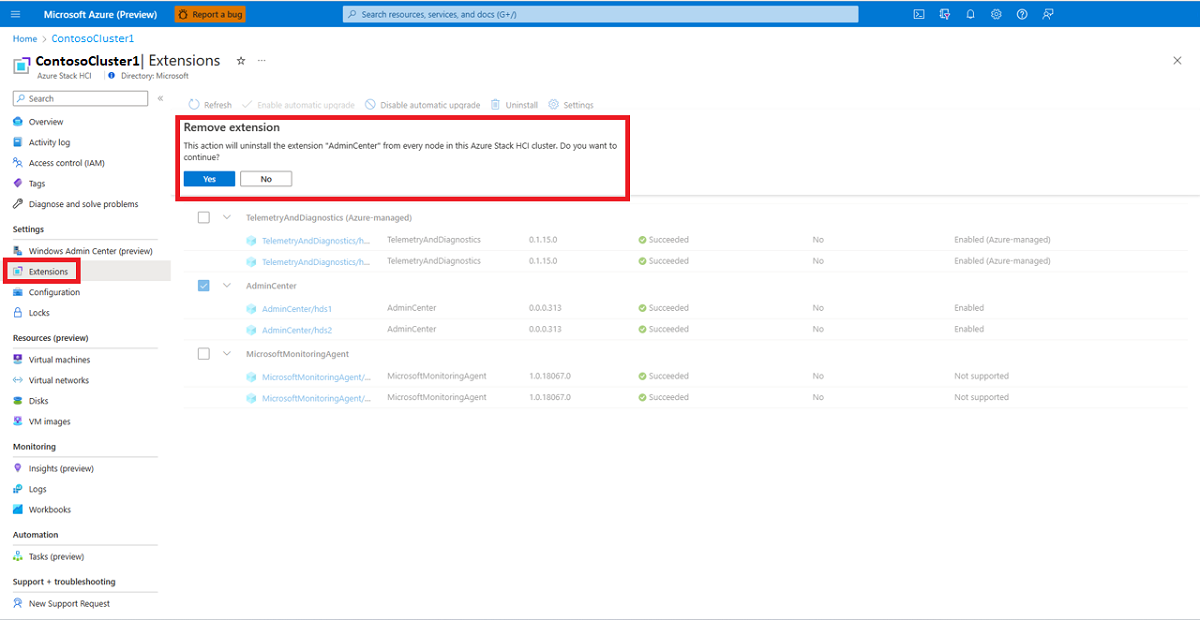 Microsoft Azure (Preview)
Report a bug
Search resources, services, and docs (G+/)
Home > ContosoCluster1
ContosoCluster1 | Extensions
Azure Stack HCI
Directory: Microsoft
Search
Overview
Activity log
Access control (IAM)
Tags
Diagnose and solve problems
Settings
Windows Admin Center (preview)
Extensions
Configuration
Locks
Resources (preview)
Virtual machines
Virtual networks
Disks
VM images
Monitoring
Insights (preview)
Logs
Workbooks
Automation
Tasks (preview)
Support + troubleshooting
New Support Request
Refresh Enable automatic upgrade Disable automatic upgrade Uninstall Settings
Remove extension
This action will uninstall the extension "AdminCenter" from every node in this Azure Stack HCI cluster. Do you want to
continue?
Yes No
TelemetryAndDiagnostics (Azure-managed)
TelemetryAndDiagnostics/h... TelemetryAndDiagnostics 0.1.15.0 Succeeded No Enabled (Azure-managed)
TelemetryAndDiagnostics/h... TelemetryAndDiagnostics 0.1.15.0 Succeeded No Enabled (Azure-managed)
AdminCenter
AdminCenter/hds1 AdminCenter 0.0.0.313 Succeeded No Enabled
AdminCenter/hds2 AdminCenter 0.0.0.313 Succeeded No Enabled
MicrosoftMonitoringAgent
MicrosoftMonitoringAgent/... MicrosoftMonitoringAgent 1.0.18067.0 Succeeded No Not supported
MicrosoftMonitoringAgent/... MicrosoftMonitoringAgent 1.0.18067.0 Succeeded No Not supported